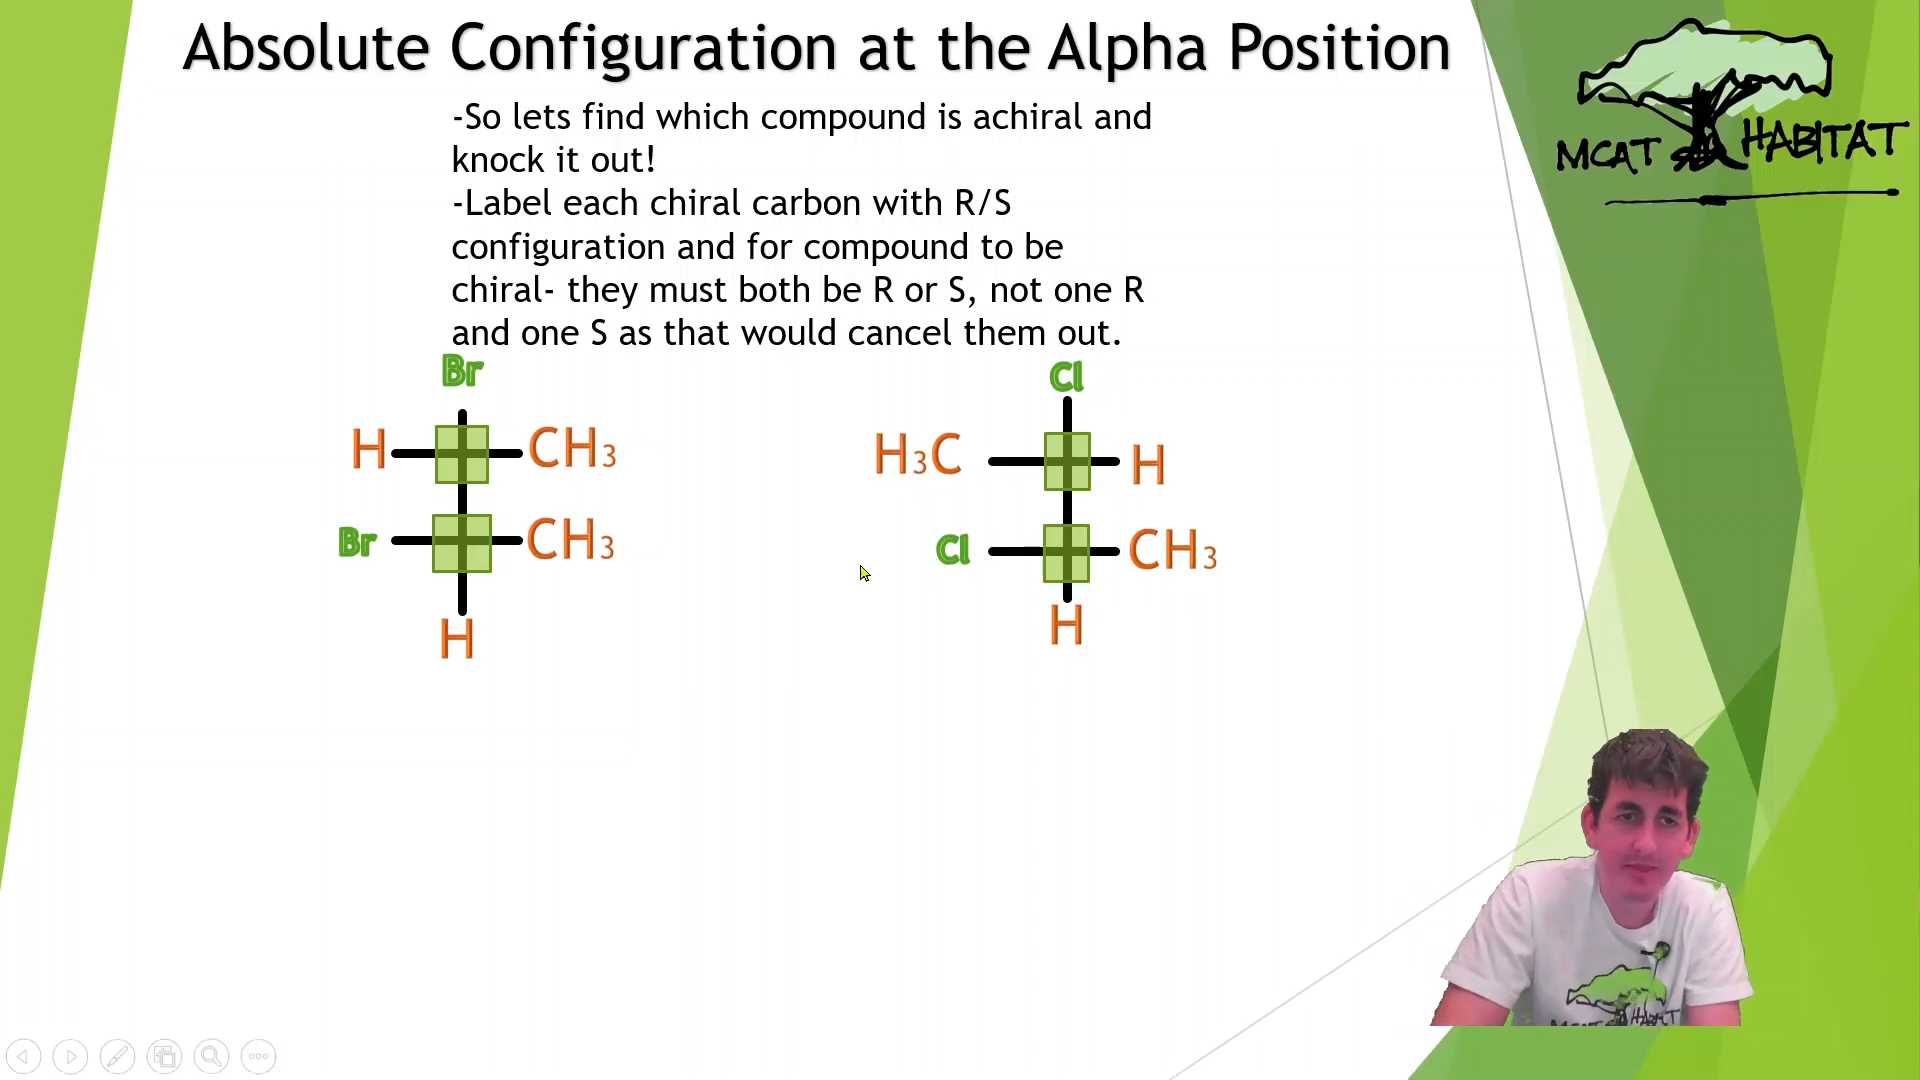 Absolute Configuration at the Alpha Position
-So lets find which compound is achiral and
knock it out!
-Label each chiral carbon with R/S
configuration and for compound to be
chiral- they must both be R or S, not one R
and one S as that would cancel them out.
MCAT HABITAT
Br
H CH₃
Br CH₃
H
Cl
H₃C H
Cl CH₃
H
MCAT HABITAT